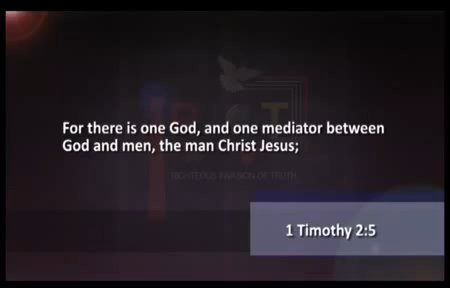 For there is one God, and one mediator between
God and men, the man Christ Jesus;
RIGHTEOUS INVASION OF TRUTH
1 Timothy 2:5